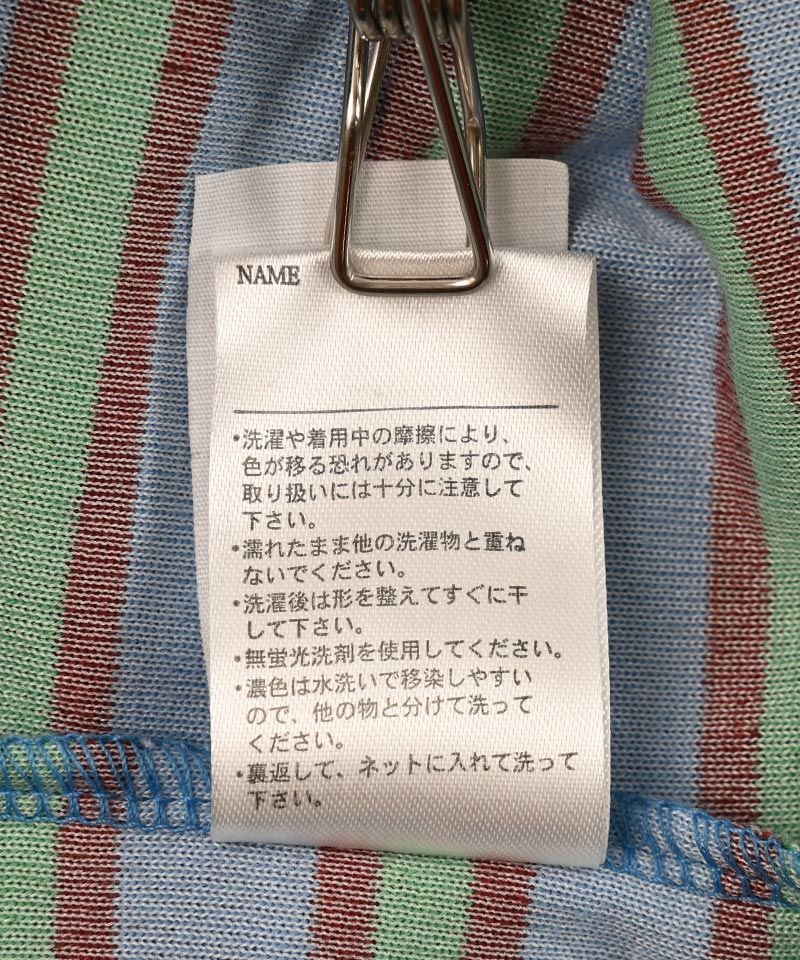 NAME
・洗濯や着用中の摩擦により、
色が移る恐れがありますので、
取り扱いには十分に注意して
下さい。
・濡れたまま他の洗濯物と重ね
ないでください。
・洗濯後は形を整えてすぐに干
して下さい。
・無蛍光洗剤を使用してください。
・濃色は水洗いで移染しやすい
ので、他の物と分けて洗って
ください。
・裏返して、ネットに入れて洗って
下さい。